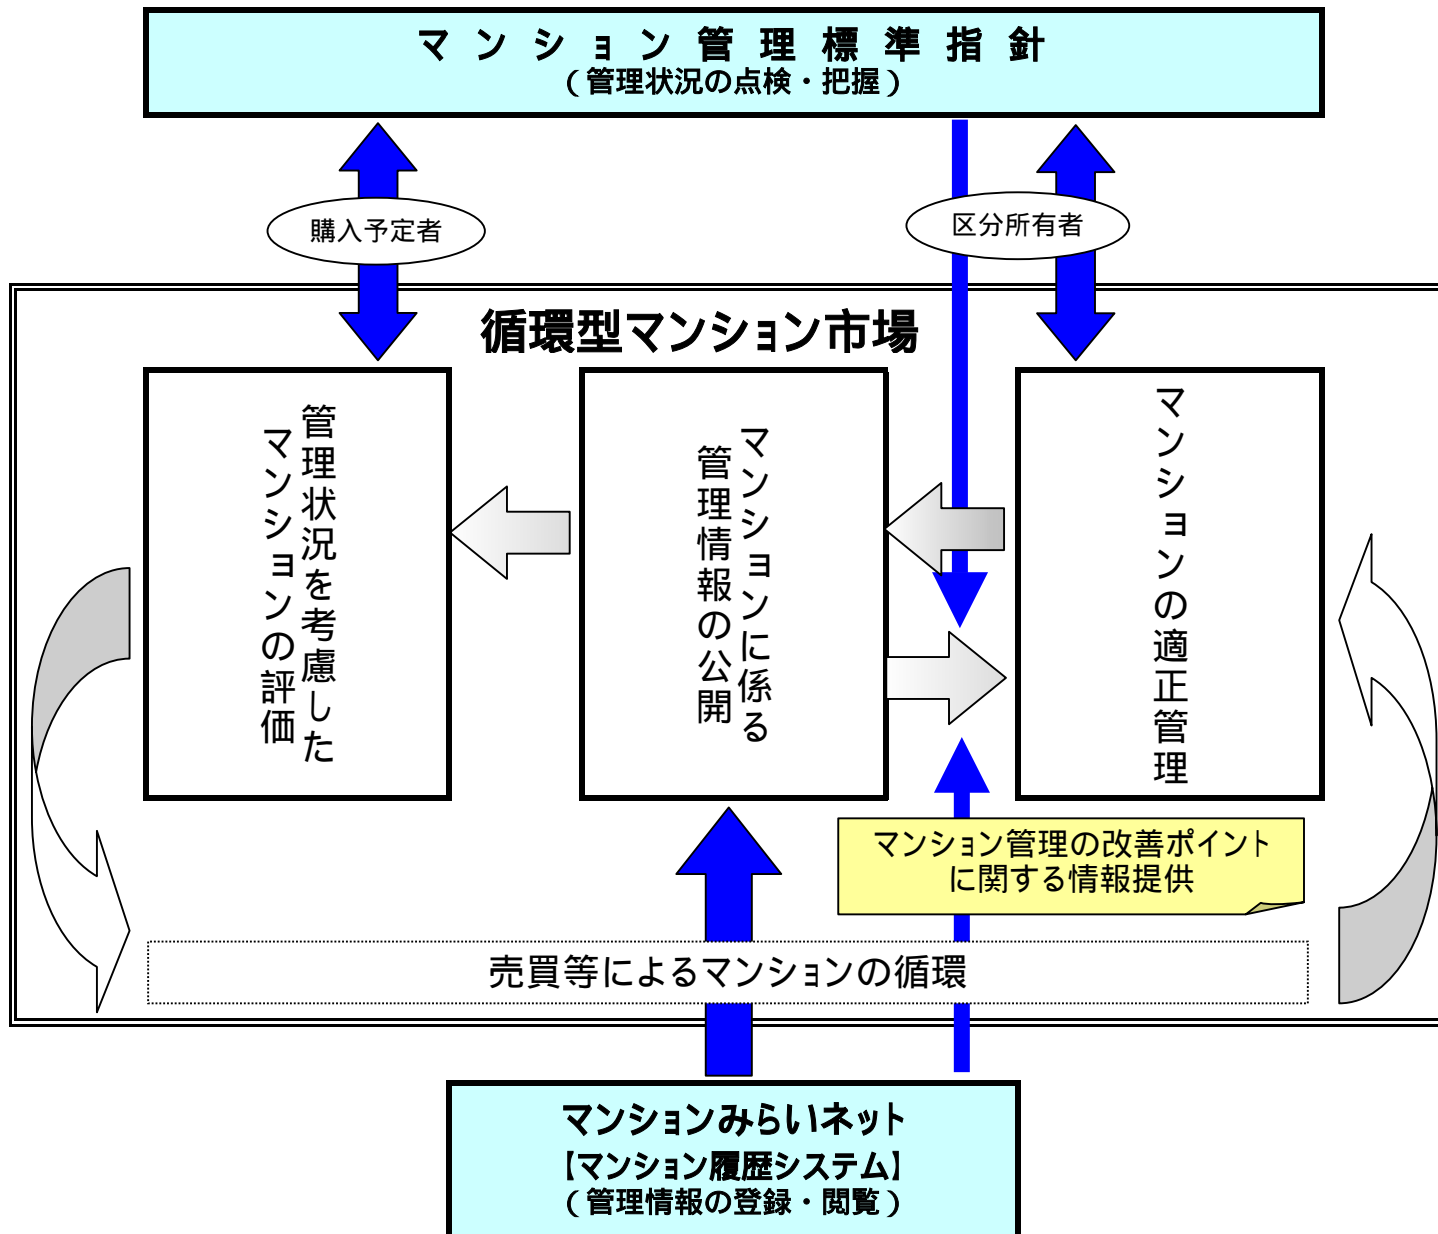 マンション管理標準指針
（管理状況の点検・把握）
購入予定者
区分所有者
循環型マンション市場
管理状況を考慮した
マンションの評価
マンションに係る
管理情報の公開
マンションの適正管理
マンション管理の改善ポイント
に関する情報提供
売買等によるマンションの循環
マンションみらいネット
【マンション履歴システム】
（管理情報の登録・閲覧）